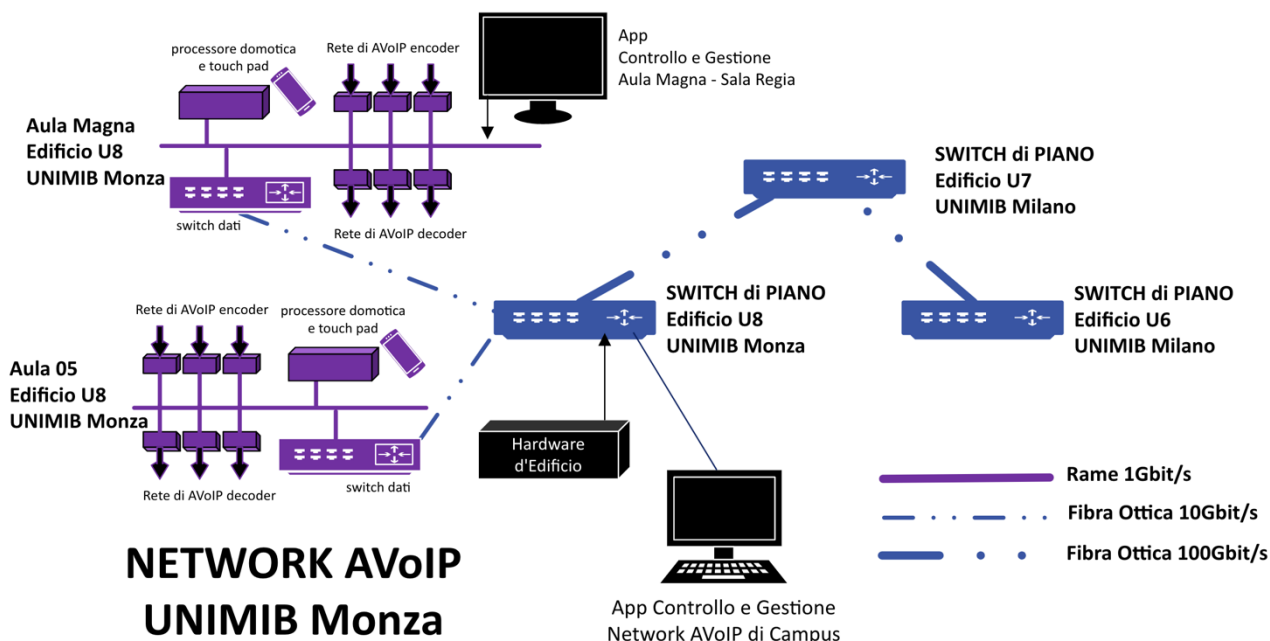 processore domotica
e touch pad
Rete di AVoIP encoder
App
Controllo e Gestione
Aula Magna - Sala Regia
Aula Magna
Edificio U8
UNIMIB Monza
switch dati
Rete di AVoIP decoder
SWITCH di PIANO
Edificio U7
UNIMIB Milano
Rete di AVoIP encoder
processore domotica
e touch pad
Aula 05
Edificio U8
UNIMIB Monza
switch dati
Rete di AVoIP decoder
SWITCH di PIANO
Edificio U8
UNIMIB Monza
SWITCH di PIANO
Edificio U6
UNIMIB Milano
Hardware
d'Edificio
Rame 1Gbit/s
Fibra Ottica 10Gbit/s
Fibra Ottica 100Gbit/s
NETWORK AVoIP
UNIMIB Monza
App Controllo e Gestione
Network AVoIP di Campus